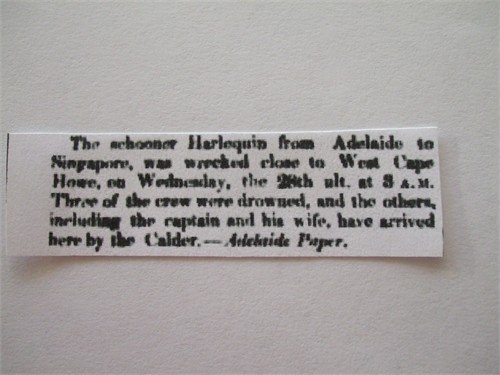 The schooner Harlequin from Adelaide to
Singapore, was wrecked close to West Cape
Howe, on Wednesday, the 28th ult. at 3 A.M.
Three of the crew were drowned, and the others,
including the captain and his wife, have arrived
here by the Calder.—Adelaide Paper.